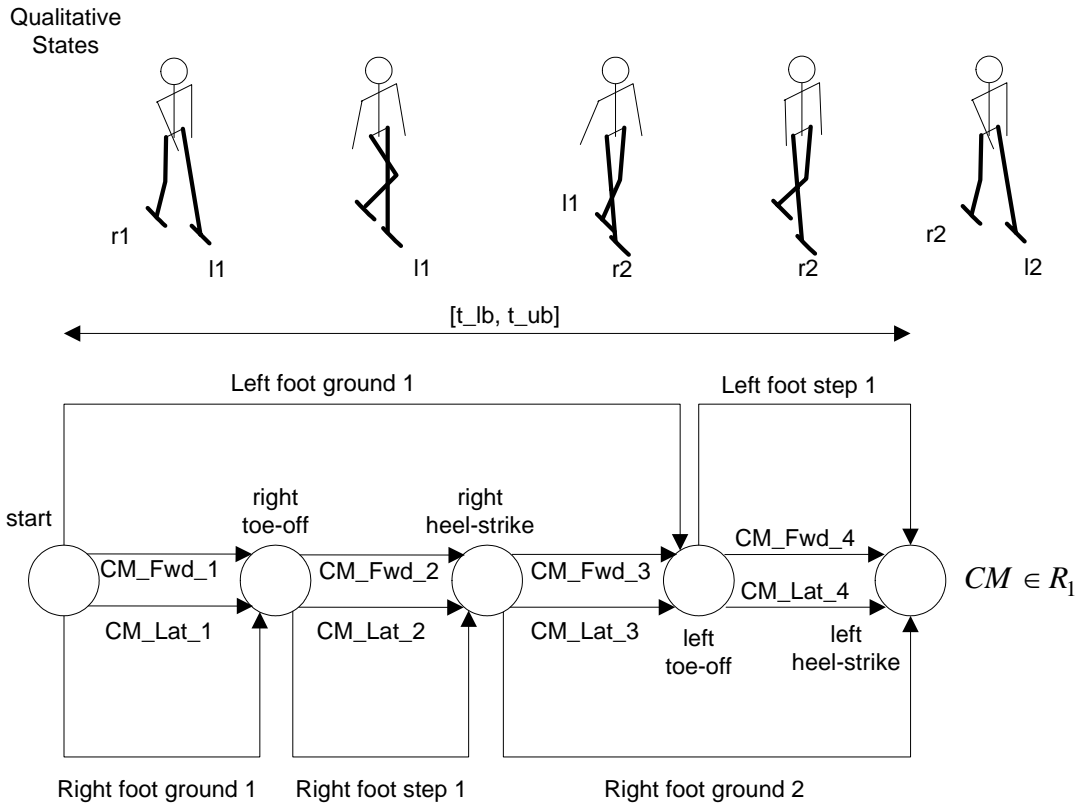 Qualitative
States
r1
l1
l1
l1
r2
r2
r2
l2
[t_lb, t_ub]
Left foot ground 1
Left foot step 1
start
right
toe-off
right
heel-strike
CM_Fwd_1
CM_Fwd_2
CM_Fwd_3
CM_Fwd_4
CM_Lat_1
CM_Lat_2
CM_Lat_3
CM_Lat_4
CM ∈ R₁
left
toe-off
left
heel-strike
Right foot ground 1
Right foot step 1
Right foot ground 2